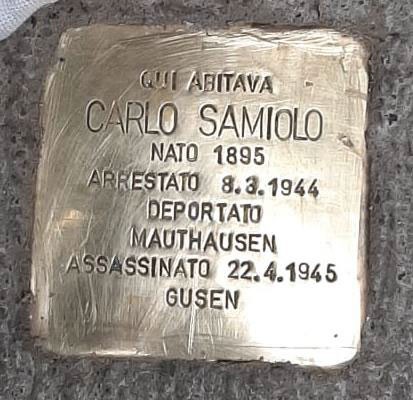 QUI ABITAVA
CARLO SAMIOLO
NATO 1895
ARRESTATO 8.3.1944
DEPORTATO
MAUTHAUSEN
ASSASSINATO 22.4.1945
GUSEN